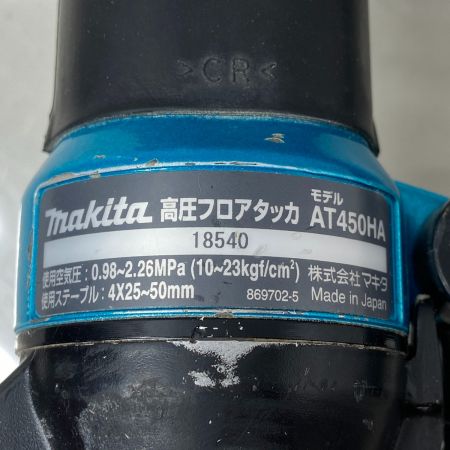 >CR<
makita 高圧フロアタッカ モデル AT450HA
18540
使用空気圧：0.98~2.26MPa (10~23kgf/cm²) 株式会社マキタ
使用ステープル：4X25~50mm 869702-5 Made in Japan